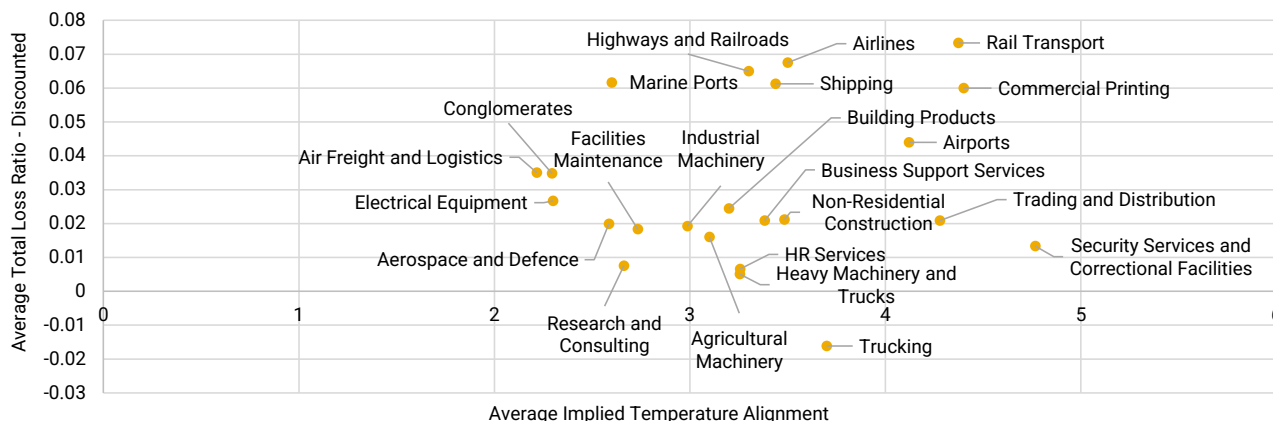 Average Total Loss Ratio - Discounted
0.08
0.07
0.06
0.05
0.04
0.03
0.02
0.01
0
-0.01
-0.02
-0.03
Highways and Railroads
Airlines
Rail Transport
Marine Ports
Shipping
Commercial Printing
Conglomerates
Building Products
Facilities
Maintenance
Industrial
Machinery
Airports
Air Freight and Logistics
Business Support Services
Electrical Equipment
Non-Residential
Construction
Trading and Distribution
Aerospace and Defence
HR Services
Security Services and
Correctional Facilities
Heavy Machinery and
Trucks
0
1
2
3
4
5
Research and
Consulting
Agricultural
Machinery
Trucking
Average Implied Temperature Alignment